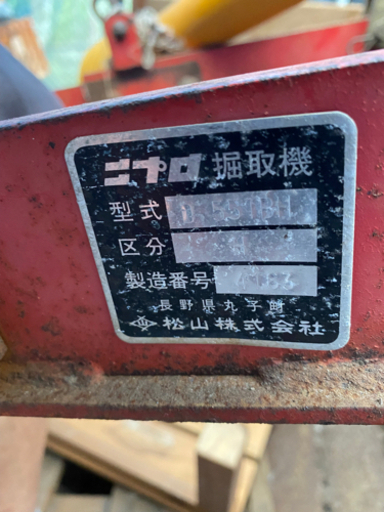 ニプロ 掘取機
型式
区分
製造番号
長野県丸子町
松山株式会社